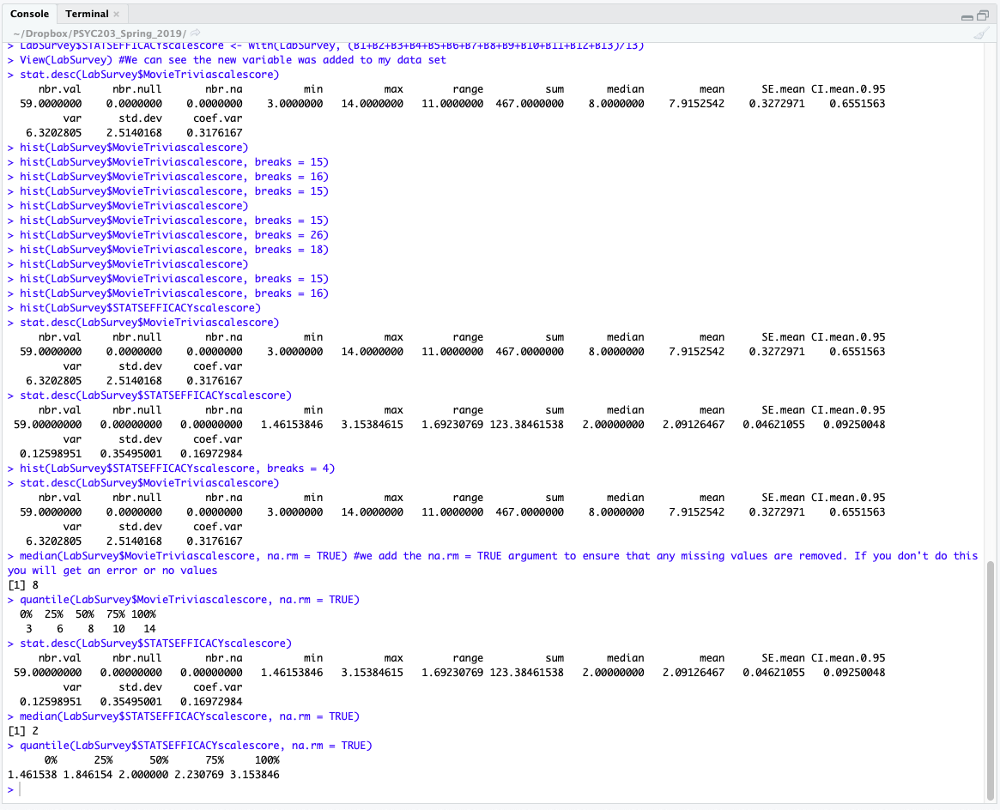 Console Terminal ×
~/Dropbox/PSYC203_Spring_2019/
> LabSurvey$STATSEFFICACYscalescore <- with(LabSurvey, (B1+B2+B3+B4+B5+B6+B7+B8+B9+B10+B11+B12+B13)/13)
> View(LabSurvey) #We can see the new variable was added to my data set
> stat.desc(LabSurvey$MovieTriviascalescore)
nbr.val nbr.null nbr.na min max range sum median mean SE.mean CI.mean.0.95
59.0000000 0.0000000 0.0000000 3.0000000 14.0000000 11.0000000 467.0000000 8.0000000 7.9152542 0.3272971 0.6551563
var std.dev coef.var
6.3202805 2.5140168 0.3176167
> hist(LabSurvey$MovieTriviascalescore)
> hist(LabSurvey$MovieTriviascalescore, breaks = 15)
> hist(LabSurvey$MovieTriviascalescore, breaks = 16)
> hist(LabSurvey$MovieTriviascalescore, breaks = 15)
> hist(LabSurvey$MovieTriviascalescore)
> hist(LabSurvey$MovieTriviascalescore, breaks = 15)
> hist(LabSurvey$MovieTriviascalescore, breaks = 26)
> hist(LabSurvey$MovieTriviascalescore, breaks = 18)
> hist(LabSurvey$MovieTriviascalescore)
> hist(LabSurvey$MovieTriviascalescore, breaks = 15)
> hist(LabSurvey$MovieTriviascalescore, breaks = 16)
> hist(LabSurvey$STATSEFFICACYscalescore)
> stat.desc(LabSurvey$MovieTriviascalescore)
nbr.val nbr.null nbr.na min max range sum median mean SE.mean CI.mean.0.95
59.0000000 0.0000000 0.0000000 3.0000000 14.0000000 11.0000000 467.0000000 8.0000000 7.9152542 0.3272971 0.6551563
var std.dev coef.var
6.3202805 2.5140168 0.3176167
> stat.desc(LabSurvey$STATSEFFICACYscalescore)
nbr.val nbr.null nbr.na min max range sum median mean SE.mean CI.mean.0.95
59.00000000 0.00000000 0.00000000 1.46153846 3.15384615 1.69230769 123.38461538 2.00000000 2.09126467 0.04621055 0.09250048
var std.dev coef.var
0.12598951 0.35495001 0.16972984
> hist(LabSurvey$STATSEFFICACYscalescore, breaks = 4)
> stat.desc(LabSurvey$MovieTriviascalescore)
nbr.val nbr.null nbr.na min max range sum median mean SE.mean CI.mean.0.95
59.0000000 0.0000000 0.0000000 3.0000000 14.0000000 11.0000000 467.0000000 8.0000000 7.9152542 0.3272971 0.6551563
var std.dev coef.var
6.3202805 2.5140168 0.3176167
> median(LabSurvey$MovieTriviascalescore, na.rm = TRUE) #we add the na.rm = TRUE argument to ensure that any missing values are removed. If you don't do this
you will get an error or no values
[1] 8
> quantile(LabSurvey$MovieTriviascalescore, na.rm = TRUE)
0% 25% 50% 75% 100%
3 6 8 10 14
> stat.desc(LabSurvey$STATSEFFICACYscalescore)
nbr.val nbr.null nbr.na min max range sum median mean SE.mean CI.mean.0.95
59.00000000 0.00000000 0.00000000 1.46153846 3.15384615 1.69230769 123.38461538 2.00000000 2.09126467 0.04621055 0.09250048
var std.dev coef.var
0.12598951 0.35495001 0.16972984
> median(LabSurvey$STATSEFFICACYscalescore, na.rm = TRUE)
[1] 2
> quantile(LabSurvey$STATSEFFICACYscalescore, na.rm = TRUE)
0% 25% 50% 75% 100%
1.461538 1.846154 2.000000 2.230769 3.153846
>